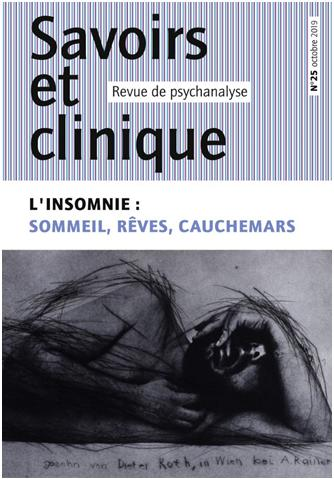 Savoirs
et
clinique
Revue de psychanalyse
N°25 octobre 2019
L'INSOMNIE :
SOMMEIL, RÊVES, CAUCHEMARS
von Dieter Roth, in Wien bei A. Rainer